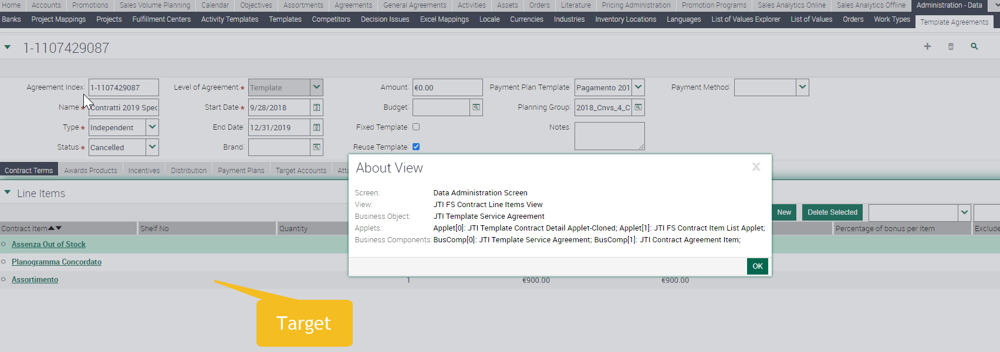 Home Accounts Promotions Sales Volume Planning Calendar Objectives Assortments Agreements General Agreements Activities Assets Orders Literature Pricing Administration Promotion Programs Sales Analytics Online Sales Analytics Offline Administration - Data
Banks Project Mappings Projects Fulfillment Centers Activity Templates Templates Competitors Decision Issues Excel Mappings Locale Currencies Industries Inventory Locations Languages List of Values Explorer List of Values Orders Work Types Template Agreements
1-1107429087
Agreement Index: 1-1107429087 Level of Agreement:★ Template Amount: €0.00 Payment Plan Template: Pagamento 201 Payment Method:
Name:★ Contratti 2019 Spec Start Date:★ 9/28/2018 Budget: Planning Group: 2018_Cnvs_4_C
Type:★ Independent End Date: 12/31/2019 Fixed Template: Notes:
Status:★ Cancelled Brand: Reuse Template:
Contract Terms Awards Products Incentives Distribution Payment Plans Target Accounts Atta
About View X
Screen: Data Administration Screen
View: JTI FS Contract Line Items View
Business Object: JTI Template Service Agreement
Applets: Applet[0]: JTI Template Contract Detail Applet-Cloned; Applet[1]: JTI FS Contract Item List Applet;
Business Components: BusComp[0]: JTI Template Service Agreement; BusComp[1]: JTI Contract Agreement Item;
OK
Line Items
New Delete Selected
Contract Item Shelf No Quantity Percentage of bonus per Item Exclude
Assenza Out of Stock
Planogramma Concordato
Assortimento 1 €900.00 €900.00
Target